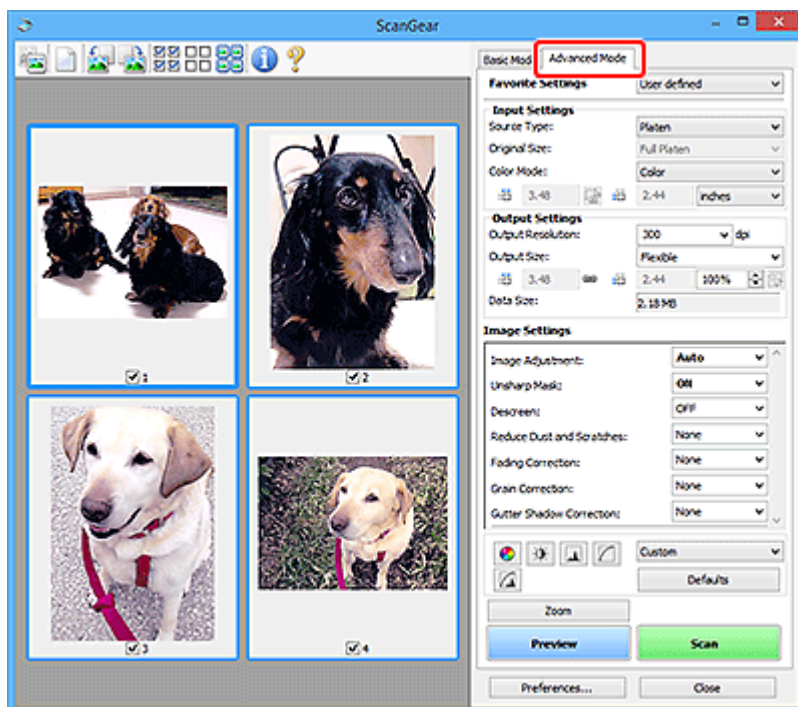 ScanGear
Basic Mod Advanced Mode
Favorite Settings User defined
Input Settings
Source Type: Platen
Original Size: Full Platen
Color Mode: Color
3.48 2.44 inches
Output Settings
Output Resolution: 300 dpi
Output Size: Flexible
3.48 2.44 100%
Data Size: 2.18 MB
Image Settings
Image Adjustment: Auto
Unsharp Mask: ON
Descreen: OFF
Reduce Dust and Scratches: None
Fading Correction: None
Grain Correction: None
Gutter Shadow Correction: None
Custom
Defaults
Zoom
Preview Scan
Preferences... Close
1
2
3
4